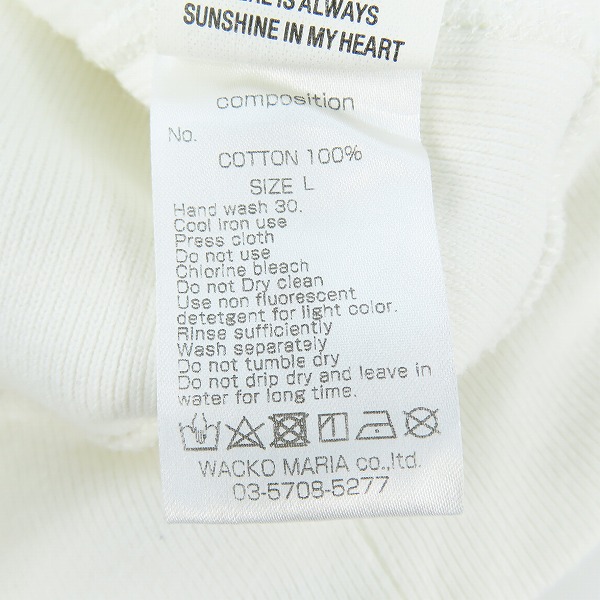 IS ALWAYS
SUNSHINE IN MY HEART
composition
No.
COTTON 100%
SIZE L
Hand wash 30.
Cool iron use
Press cloth
Do not use
Chlorine bleach
Do not Dry clean
Use non fluorescent
detetgent for light color.
Rinse sufficiently
Wash separately
Do not tumble dry
Do not drip dry and leave in
water for long time.
WACKO MARIA co.,ltd.
03-5708-5277